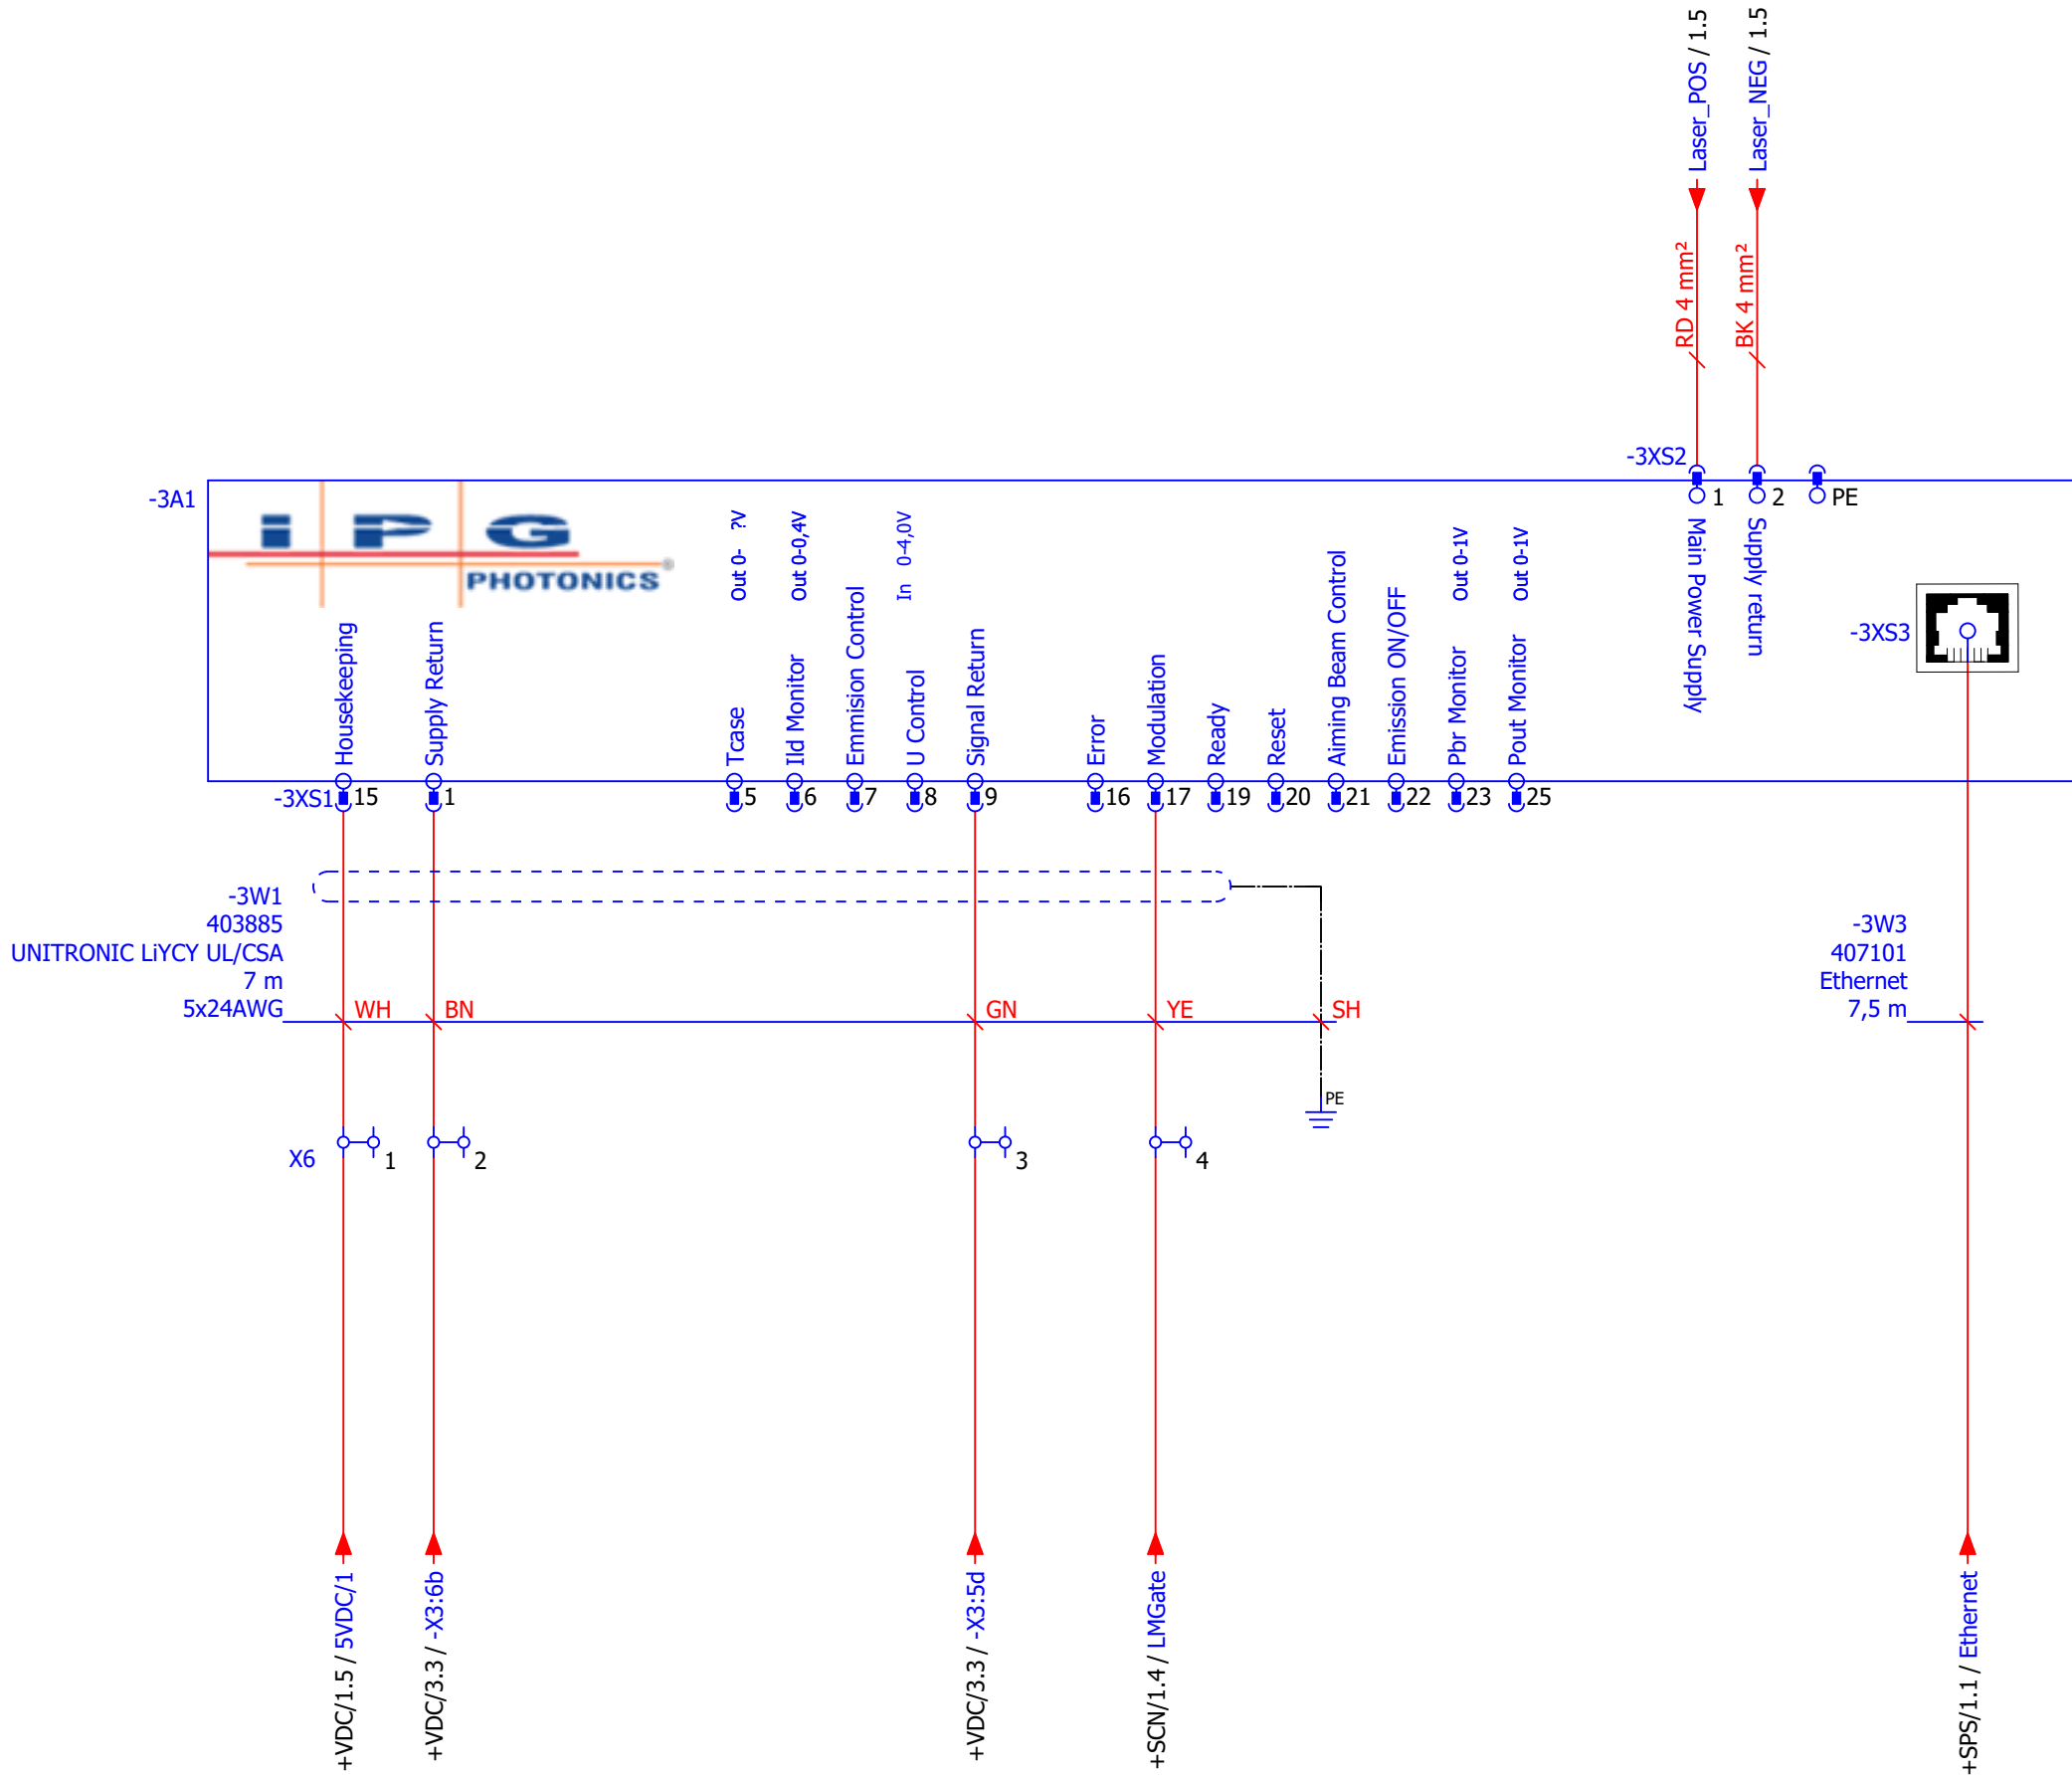 Laser_POS / 1.5
Laser_NEG / 1.5
RD 4 mm²
BK 4 mm²
-3XS2
-3A1
1
2
PE
IPG
PHOTONICS®
Housekeeping
Supply Return
Tcase
Out 0- ?V
Ild Monitor
Out 0-0,4V
Emmision Control
U Control
In 0-4,0V
Signal Return
Error
Modulation
Ready
Reset
Aiming Beam Control
Emission ON/OFF
Pbr Monitor
Out 0-1V
Pout Monitor
Out 0-1V
Main Power Supply
Supply return
-3XS3
-3XS1
15
1
5
6
7
8
9
16
17
19
20
21
22
23
25
-3W1
403885
UNITRONIC LiYCY UL/CSA
7 m
5x24AWG
WH
BN
GN
YE
SH
-3W3
407101
Ethernet
7,5 m
PE
X6
1
2
3
4
+VDC/1.5 / 5VDC/1
+VDC/3.3 / -X3:6b
+VDC/3.3 / -X3:5d
+SCN/1.4 / LMGate
+SPS/1.1 / Ethernet